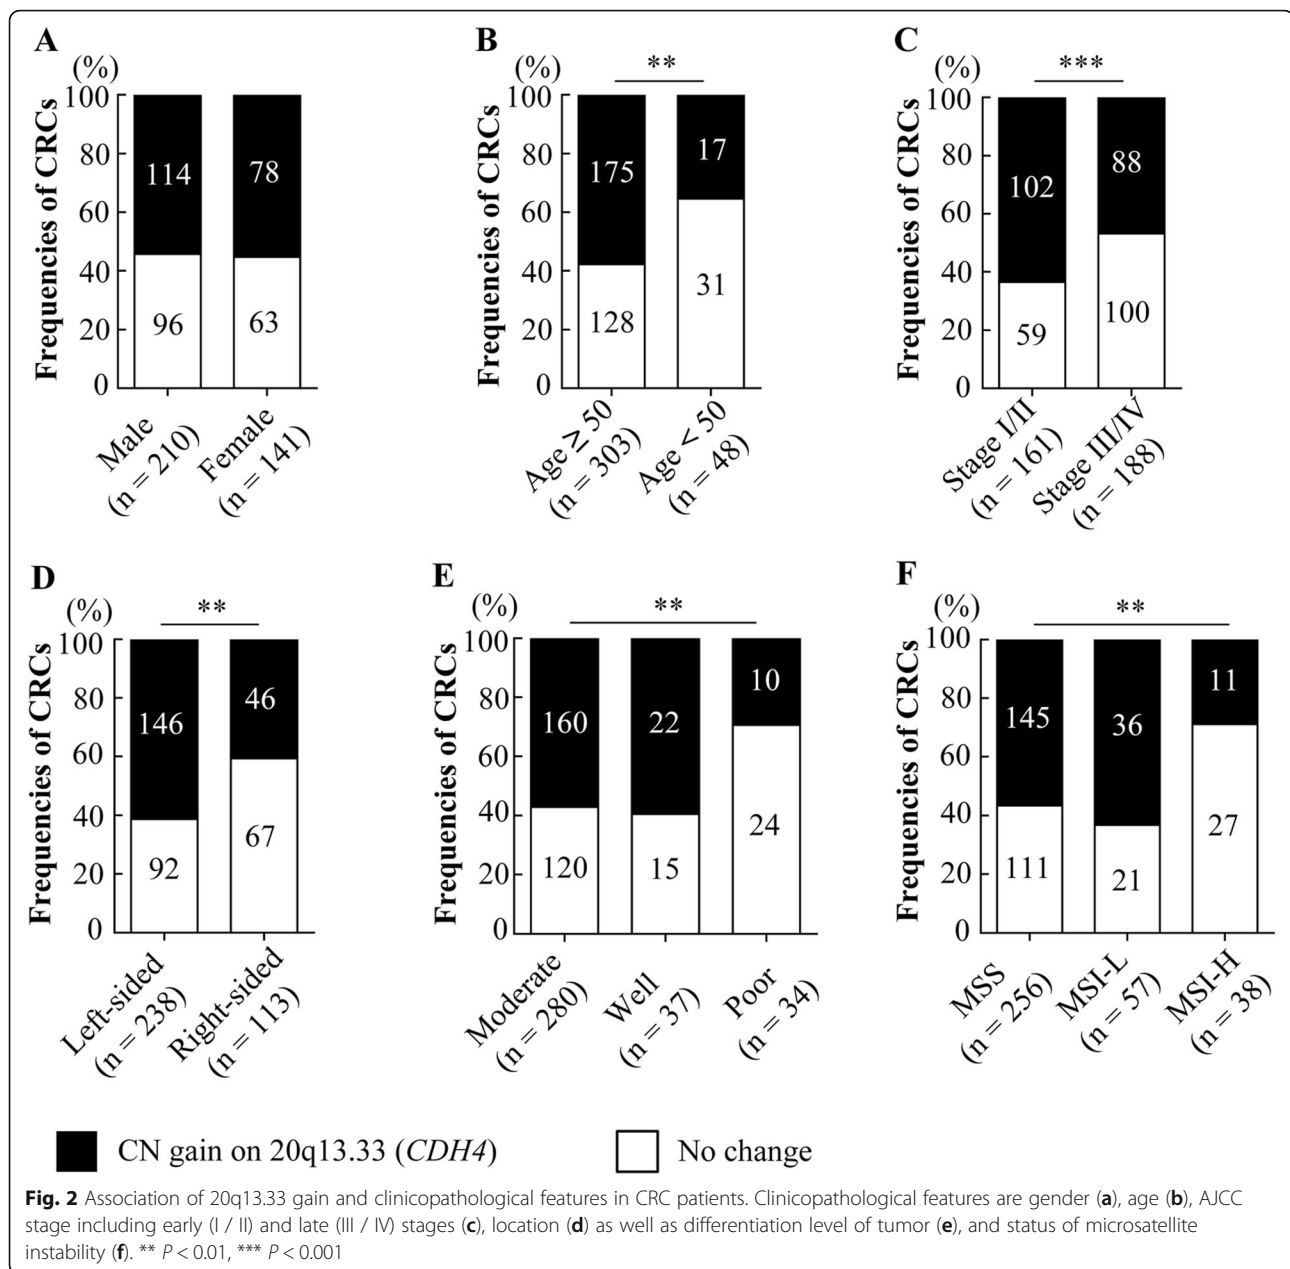 A
(%)
Frequencies of CRCs
100
80
60
40
20
0
114
78
96
63
Male
(n = 210)
Female
(n = 141)
B
(%)
**
Frequencies of CRCs
100
80
60
40
20
0
175
17
128
31
Age ≥ 50
(n = 303)
Age < 50
(n = 48)
C
(%)
***
Frequencies of CRCs
100
80
60
40
20
0
102
88
59
100
Stage I/II
(n = 161)
Stage III/IV
(n = 188)
D
(%)
**
Frequencies of CRCs
100
80
60
40
20
0
146
46
92
67
Left-sided
(n = 238)
Right-sided
(n = 113)
E
(%)
**
Frequencies of CRCs
100
80
60
40
20
0
160
22
10
120
15
24
Moderate
(n = 280)
Well
(n = 37)
Poor
(n = 34)
F
(%)
**
Frequencies of CRCs
100
80
60
40
20
0
145
36
11
111
21
27
MSS
(n = 256)
MSI-L
(n = 57)
MSI-H
(n = 38)
CN gain on 20q13.33 (CDH4)
No change
Fig. 2 Association of 20q13.33 gain and clinicopathological features in CRC patients. Clinicopathological features are gender (a), age (b), AJCC
stage including early (I / II) and late (III / IV) stages (c), location (d) as well as differentiation level of tumor (e), and status of microsatellite
instability (f). ** P < 0.01, *** P < 0.001